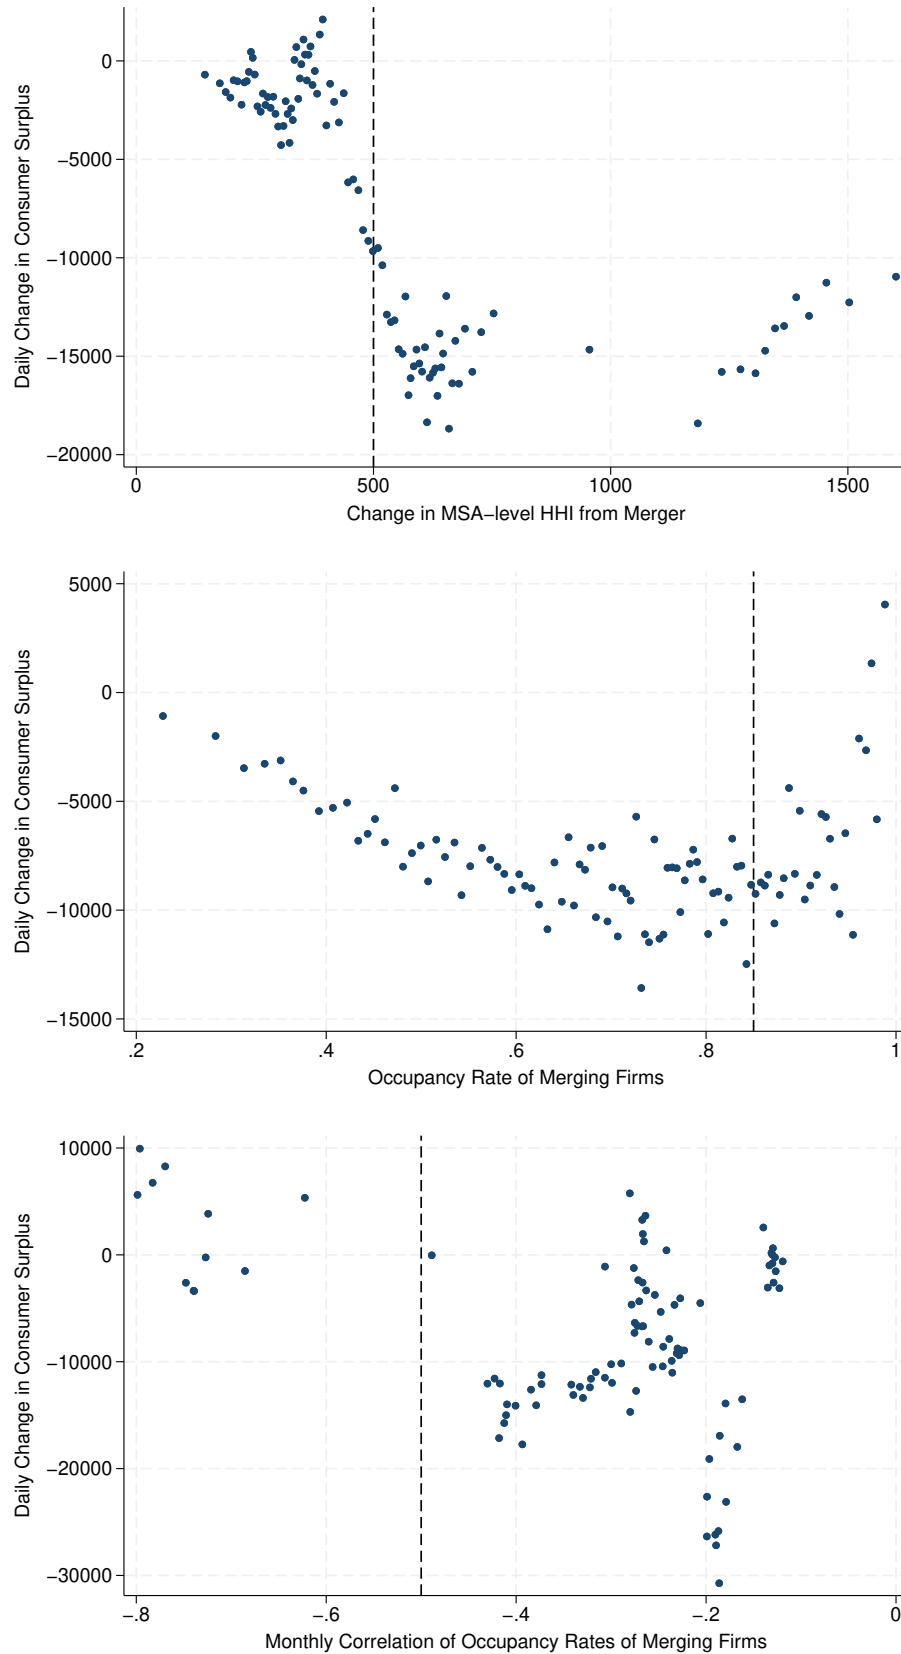 Daily Change in Consumer Surplus
0
−5000
−10000
−15000
−20000
0 500 1000 1500
Change in MSA−level HHI from Merger
Daily Change in Consumer Surplus
5000
0
−5000
−10000
−15000
.2 .4 .6 .8 1
Occupancy Rate of Merging Firms
Daily Change in Consumer Surplus
10000
0
−10000
−20000
−30000
−.8 −.6 −.4 −.2 0
Monthly Correlation of Occupancy Rates of Merging Firms